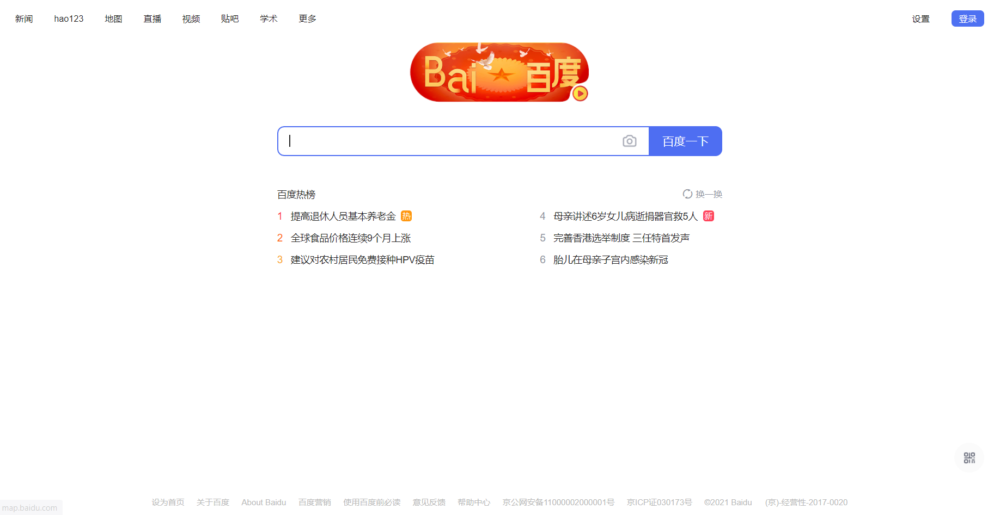 新闻 hao123 地图 直播 视频 贴吧 学术 更多 设置 登录
Bai 百度
百度一下
百度热榜 换一换
1 提高退休人员基本养老金 热
2 全球食品价格连续9个月上涨
3 建议对农村居民免费接种HPV疫苗
4 母亲讲述6岁女儿病逝捐器官救5人 新
5 完善香港选举制度 三任特首发声
6 胎儿在母亲子宫内感染新冠
设为首页 关于百度 About Baidu 百度营销 使用百度前必读 意见反馈 帮助中心 京公网安备11000002000001号 京ICP证030173号 ©2021 Baidu (京)-经营性-2017-0020
map.baidu.com